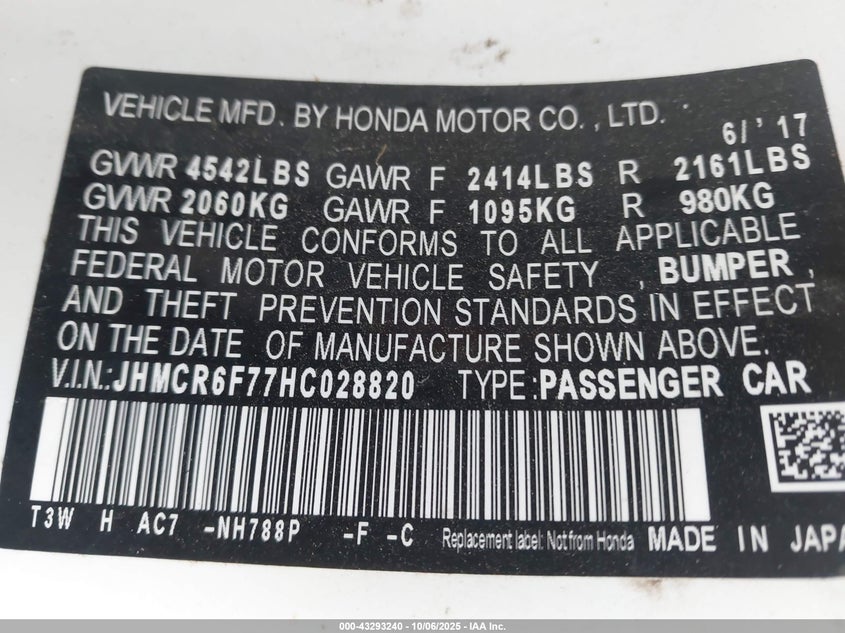 VEHICLE MFD. BY HONDA MOTOR CO., LTD. 6/'17
GVWR 4542LBS GAWR F 2414LBS R 2161LBS
GVWR 2060KG GAWR F 1095KG R 980KG
THIS VEHICLE CONFORMS TO ALL APPLICABLE
FEDERAL MOTOR VEHICLE SAFETY , BUMPER ,
AND THEFT PREVENTION STANDARDS IN EFFECT
ON THE DATE OF MANUFACTURE SHOWN ABOVE.
V.I.N.:JHMCR6F77HC028820 TYPE:PASSENGER CAR
T3W H AC7 -NH788P -F -C Replacement label: Not from Honda MADE IN JAPA
000-43293240 - 10/06/2025 - IAA Inc.